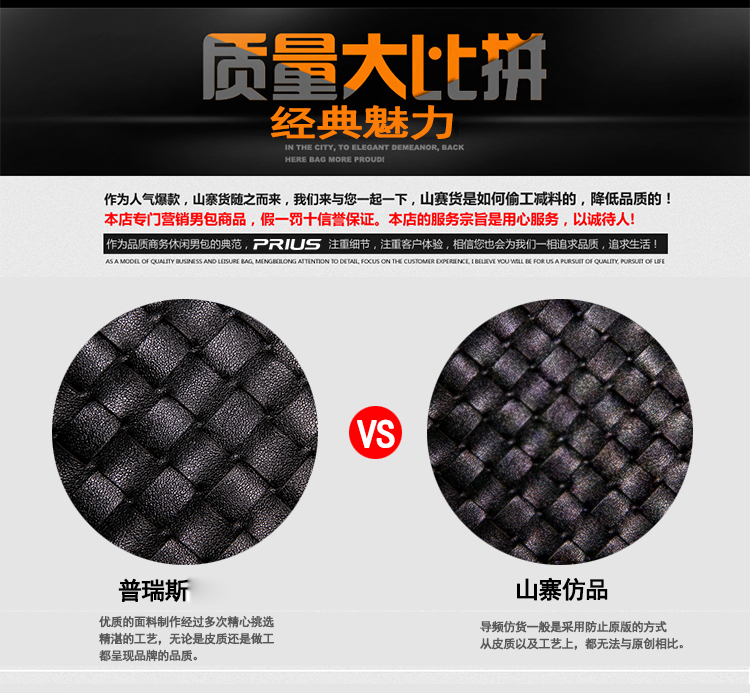 质量大比拼
经典魅力
IN THE CITY, TO ELEGANT DEMEANOR, BACK
HERE BAG MORE PROUD!
作为人气爆款，山寨货随之而来，我们来与您一起一下，山赛货是如何偷工减料的，降低品质的！
本店专门营销男包商品，假一罚十信誉保证。本店的服务宗旨是用心服务，以诚待人!
作为品质商务休闲男包的典范，PRIUS 注重细节，注重客户体验，相信您也会为我们一相追求品质，追求生活！
AS A MODEL OF QUALITY BUSINESS AND LEISURE BAG, MENGBEILONG ATTENTION TO DETAIL, FOCUS ON THE CUSTOMER EXPERIENCE, I BELIEVE YOU WILL BE FOR US A PURSUIT OF QUALITY, PURSUIT OF LIFE
VS
普瑞斯
优质的面料制作经过多次精心挑选
精湛的工艺，无论是皮质还是做工
都呈现品牌的品质。
山寨仿品
导频仿货一般是采用防止原版的方式
从皮质以及工艺上，都无法与原创相比。